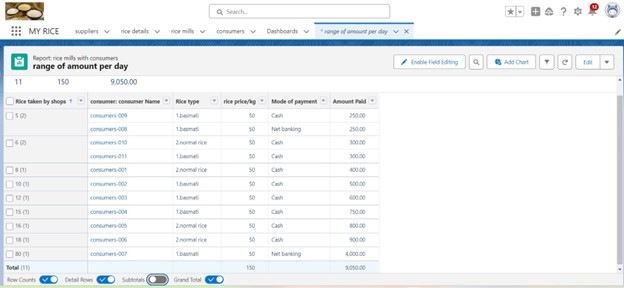 Search...
12
MY RICE suppliers rice details rice mills consumers Dashboards * range of amount per day
Report: rice mills with consumers
range of amount per day
Enable Field Editing Add Chart Edit
11 150 9,050.00
Rice taken by shops ↑ consumer: consumer Name Rice type rice price/kg Mode of payment Amount Paid
5 (2) consumers-009 1.basmati 50 Cash 250.00
consumers-008 1.basmati 50 Net banking 250.00
6 (2) consumers-010 2.normal rice 50 Cash 300.00
consumers-011 1.basmati 50 Cash 300.00
8 (1) consumers-001 2.normal rice 50 Cash 400.00
10 (1) consumers-002 1.basmati 50 Cash 500.00
12 (1) consumers-003 1.basmati 50 Cash 600.00
15 (1) consumers-004 1.basmati 50 Cash 750.00
16 (1) consumers-005 2.normal rice 50 Cash 800.00
18 (1) consumers-006 2.normal rice 50 Cash 900.00
80 (1) consumers-007 1.basmati 50 Net banking 4,000.00
Total (11) 150 9,050.00
Row Counts Detail Rows Subtotals Grand Total